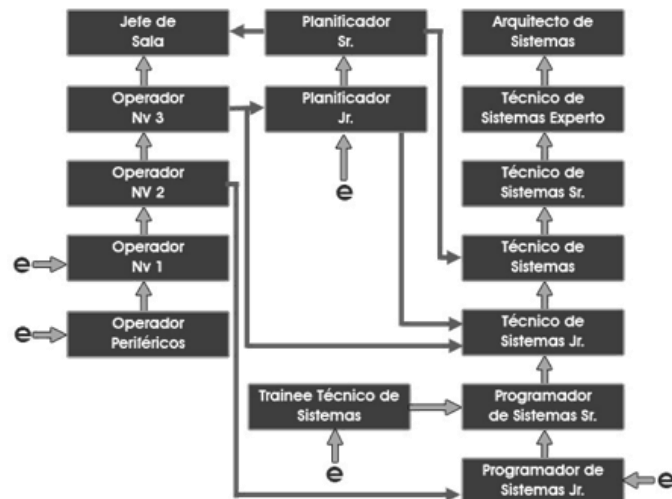 Jefe de
Sala
Planificador
Sr.
Arquitecto de
Sistemas
Operador
Nv 3
Planificador
Jr.
Técnico de
Sistemas Experto
Operador
NV 2
e
Técnico de
Sistemas Sr.
e
Operador
Nv 1
Técnico de
Sistemas
e
Operador
Periféricos
Técnico de
Sistemas Jr.
Trainee Técnico de
Sistemas
Programador
de Sistemas Sr.
e
Programador de
Sistemas Jr.
e